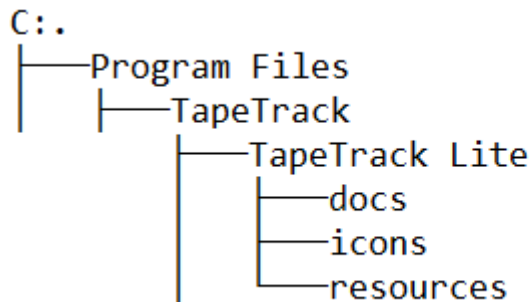 C:.
Program Files
TapeTrack
TapeTrack Lite
docs
icons
resources